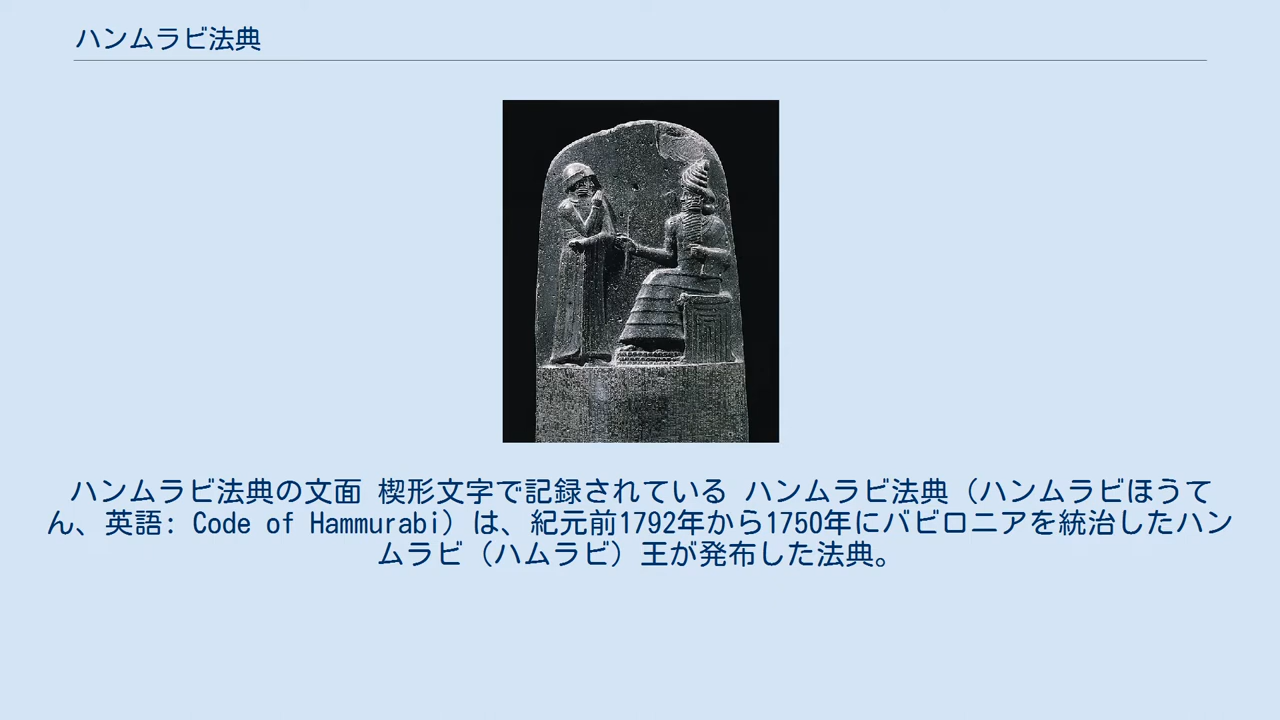 ハンムラビ法典
ハンムラビ法典の文面 楔形文字で記録されている ハンムラビ法典（ハンムラビほうて
ん、英語: Code of Hammurabi）は、紀元前1792年から1750年にバビロニアを統治したハン
ムラビ（ハムラビ）王が発布した法典。